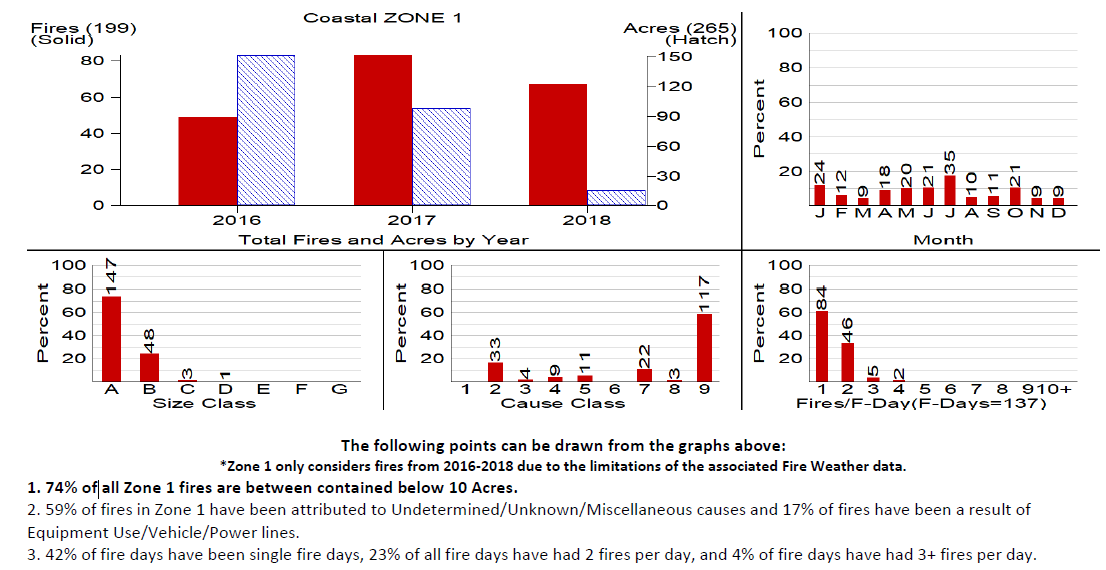 Coastal ZONE 1
Fires (199)
(Solid)
Acres (265)
(Hatch)
80
60
40
20
0
150
120
90
60
30
0
2016 2017 2018
Total Fires and Acres by Year
100
80
60
40
20
Percent
24 12 9 18 20 21 35 10 11 21 9 9
J F M A M J J A S O N D
Month
100
80
60
40
20
Percent
147 48 3 1
A B C D E F G
Size Class
100
80
60
40
20
Percent
33 4 9 11 22 3 117
1 2 3 4 5 6 7 8 9
Cause Class
100
80
60
40
20
Percent
84 46 5 2
1 2 3 4 5 6 7 8 910+
Fires/F-Day(F-Days=137)
The following points can be drawn from the graphs above:
*Zone 1 only considers fires from 2016-2018 due to the limitations of the associated Fire Weather data.
1. 74% of all Zone 1 fires are between contained below 10 Acres.
2. 59% of fires in Zone 1 have been attributed to Undetermined/Unknown/Miscellaneous causes and 17% of fires have been a result of
Equipment Use/Vehicle/Power lines.
3. 42% of fire days have been single fire days, 23% of all fire days have had 2 fires per day, and 4% of fire days have had 3+ fires per day.